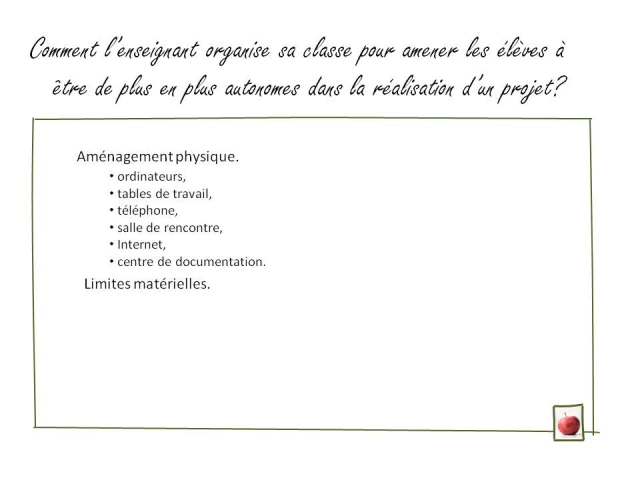 Comment l'enseignant organise sa classe pour amener les élèves à
être de plus en plus autonomes dans la réalisation d'un projet?
Aménagement physique.
• ordinateurs,
• tables de travail,
• téléphone,
• salle de rencontre,
• Internet,
• centre de documentation.
Limites matérielles.